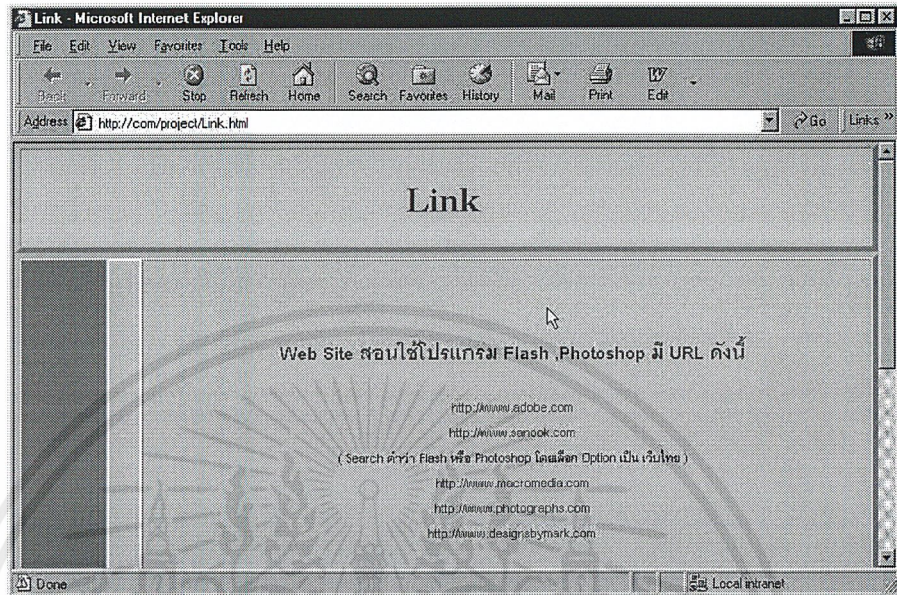 Link - Microsoft Internet Explorer
File Edit View Favorites Tools Help
Back Forward Stop Refresh Home Search Favorites History Mail Print Edit
Address http://com/project/Link.html Go Links »
Link
Web Site สอนใช้โปรแกรม Flash ,Photoshop มี URL ดังนี้
http://www.adobe.com
http://www.sanook.com
( Search คำว่า Flash หรือ Photoshop โดยเลือก Option เป็น เว็บไทย )
http://www.macromedia.com
http://www.photographs.com
http://www.designsbymark.com
Done Local intranet